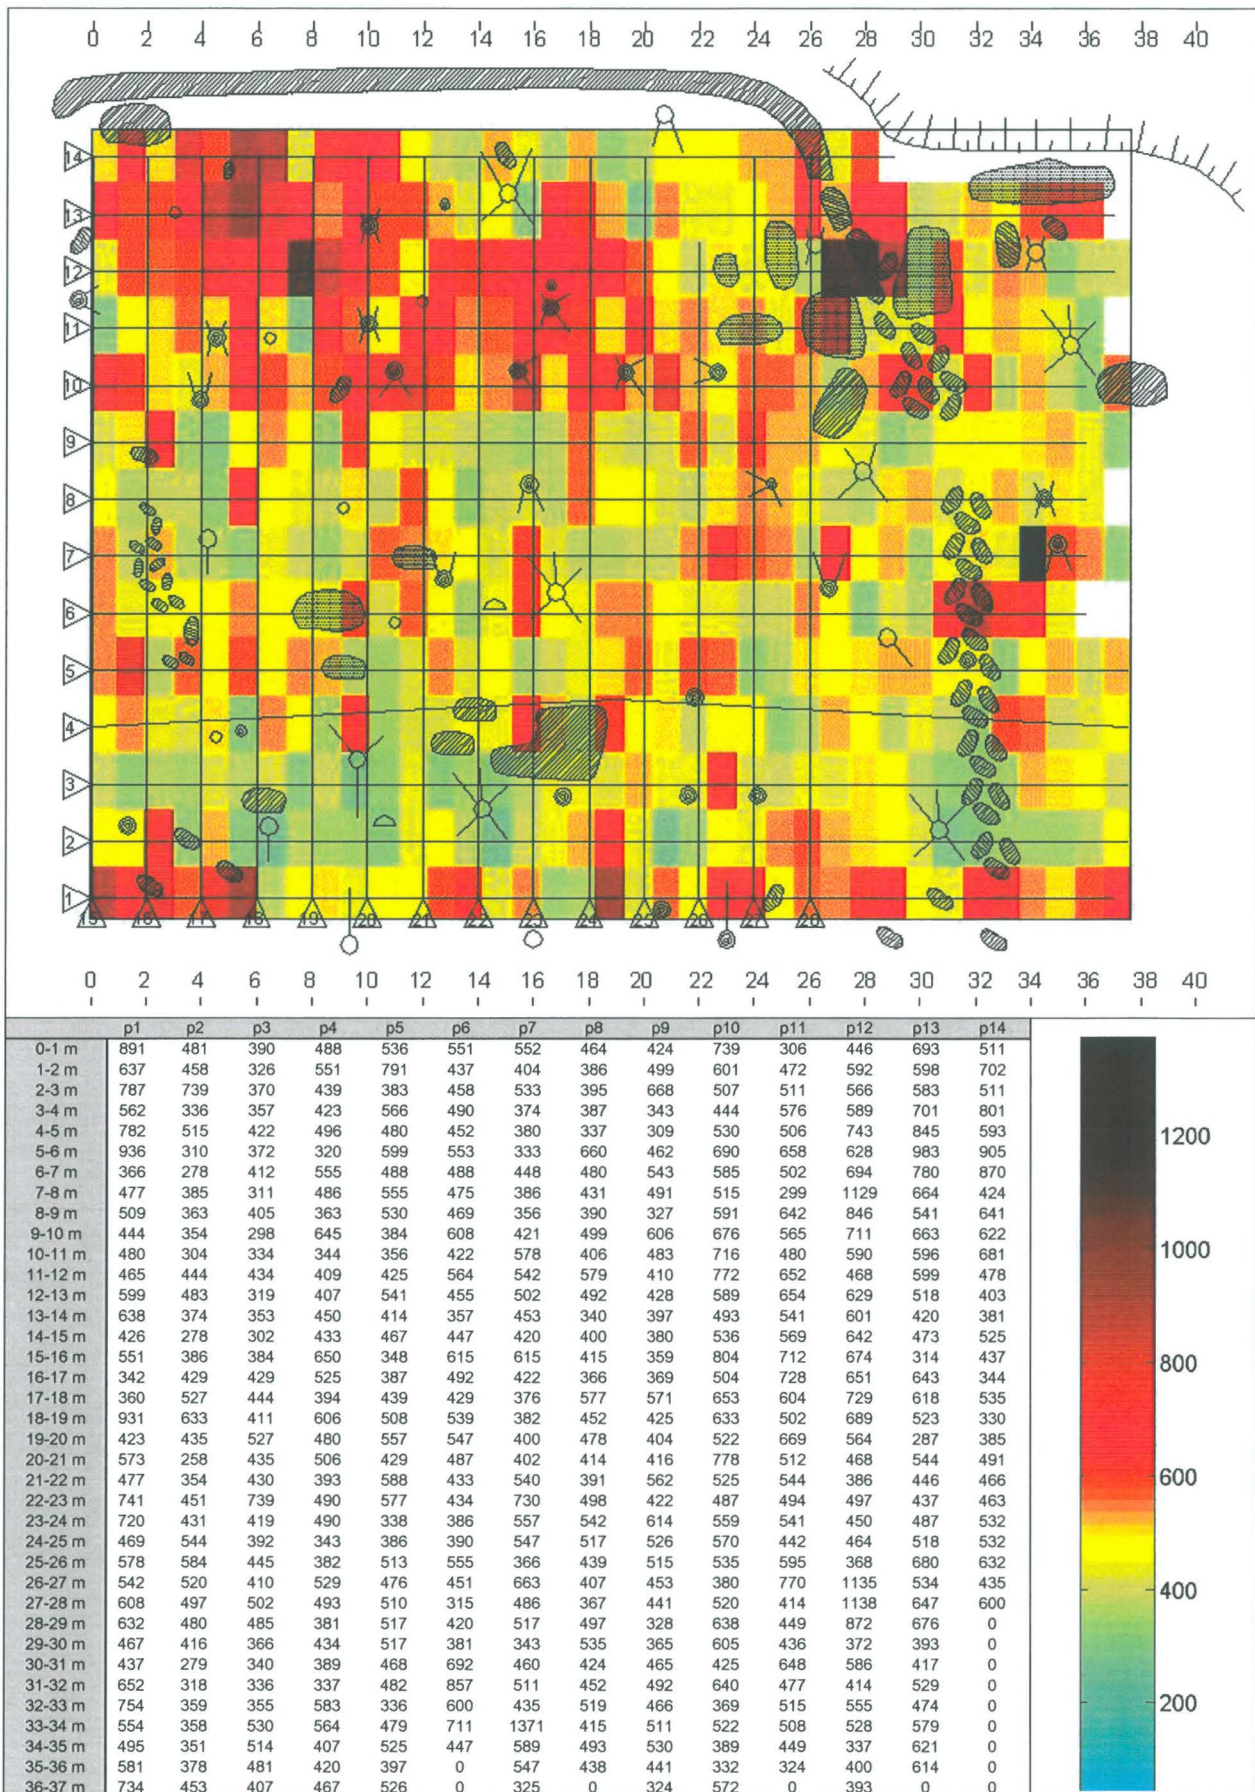 0 2 4 6 8 10 12 14 16 18 20 22 24 26 28 30 32 34 36 38 40
14
13
12
11
10
9
8
7
6
5
4
3
2
1
15 16 17 18 19 20 21 22 23 24 25 26 27 28
0 2 4 6 8 10 12 14 16 18 20 22 24 26 28 30 32 34 36 38 40
p1 p2 p3 p4 p5 p6 p7 p8 p9 p10 p11 p12 p13 p14
0-1 m 891 481 390 488 536 551 552 464 424 739 306 446 693 511
1-2 m 637 458 326 551 791 437 404 386 499 601 472 592 598 702
2-3 m 787 739 370 439 383 458 533 395 668 507 511 566 583 511
3-4 m 562 336 357 423 566 490 374 387 343 444 576 589 701 801
4-5 m 782 515 422 496 480 452 380 337 309 530 506 743 845 593
5-6 m 936 310 372 320 599 553 333 660 462 690 658 628 983 905
6-7 m 366 278 412 555 488 488 448 480 543 585 502 694 780 870
7-8 m 477 385 311 486 555 475 386 431 491 515 299 1129 664 424
8-9 m 509 363 405 363 530 469 356 390 327 591 642 846 541 641
9-10 m 444 354 298 645 384 608 421 499 606 676 565 711 663 622
10-11 m 480 304 334 344 356 422 578 406 483 716 480 590 596 681
11-12 m 465 444 434 409 425 564 542 579 410 772 652 468 599 478
12-13 m 599 483 319 407 541 455 502 492 428 589 654 629 518 403
13-14 m 638 374 353 450 414 357 453 340 397 493 541 601 420 381
14-15 m 426 278 302 433 467 447 420 400 380 536 569 642 473 525
15-16 m 551 386 384 650 348 615 615 415 359 804 712 674 314 437
16-17 m 342 429 429 525 387 492 422 366 369 504 728 651 643 344
17-18 m 360 527 444 394 439 429 376 577 571 653 604 729 618 535
18-19 m 931 633 411 606 508 539 382 452 425 633 502 689 523 330
19-20 m 423 435 527 480 557 547 400 478 404 522 669 564 287 385
20-21 m 573 258 435 506 429 487 402 414 416 778 512 468 544 491
21-22 m 477 354 430 393 588 433 540 391 562 525 544 386 446 466
22-23 m 741 451 739 490 577 434 730 498 422 487 494 497 437 463
23-24 m 720 431 419 490 338 386 557 542 614 559 541 450 487 532
24-25 m 469 544 392 343 386 390 547 517 526 570 442 464 518 532
25-26 m 578 584 445 382 513 555 366 439 515 535 595 368 680 632
26-27 m 542 520 410 529 476 451 663 407 453 380 770 1135 534 435
27-28 m 608 497 502 493 510 315 486 367 441 520 414 1138 647 600
28-29 m 632 480 485 381 517 420 517 497 328 638 449 872 676 0
29-30 m 467 416 366 434 517 381 343 535 365 605 436 372 393 0
30-31 m 437 279 340 389 468 692 460 424 465 425 648 586 417 0
31-32 m 652 318 336 337 482 857 511 452 492 640 477 414 529 0
32-33 m 754 359 355 583 336 600 435 519 466 369 515 555 474 0
33-34 m 554 358 530 564 479 711 1371 415 511 522 508 528 579 0
34-35 m 495 351 514 407 525 447 589 493 530 389 449 337 621 0
35-36 m 581 378 481 420 397 0 547 438 441 332 324 400 614 0
36-37 m 734 453 407 467 526 0 325 0 324 572 0 393 0 0
1200
1000
800
600
400
200